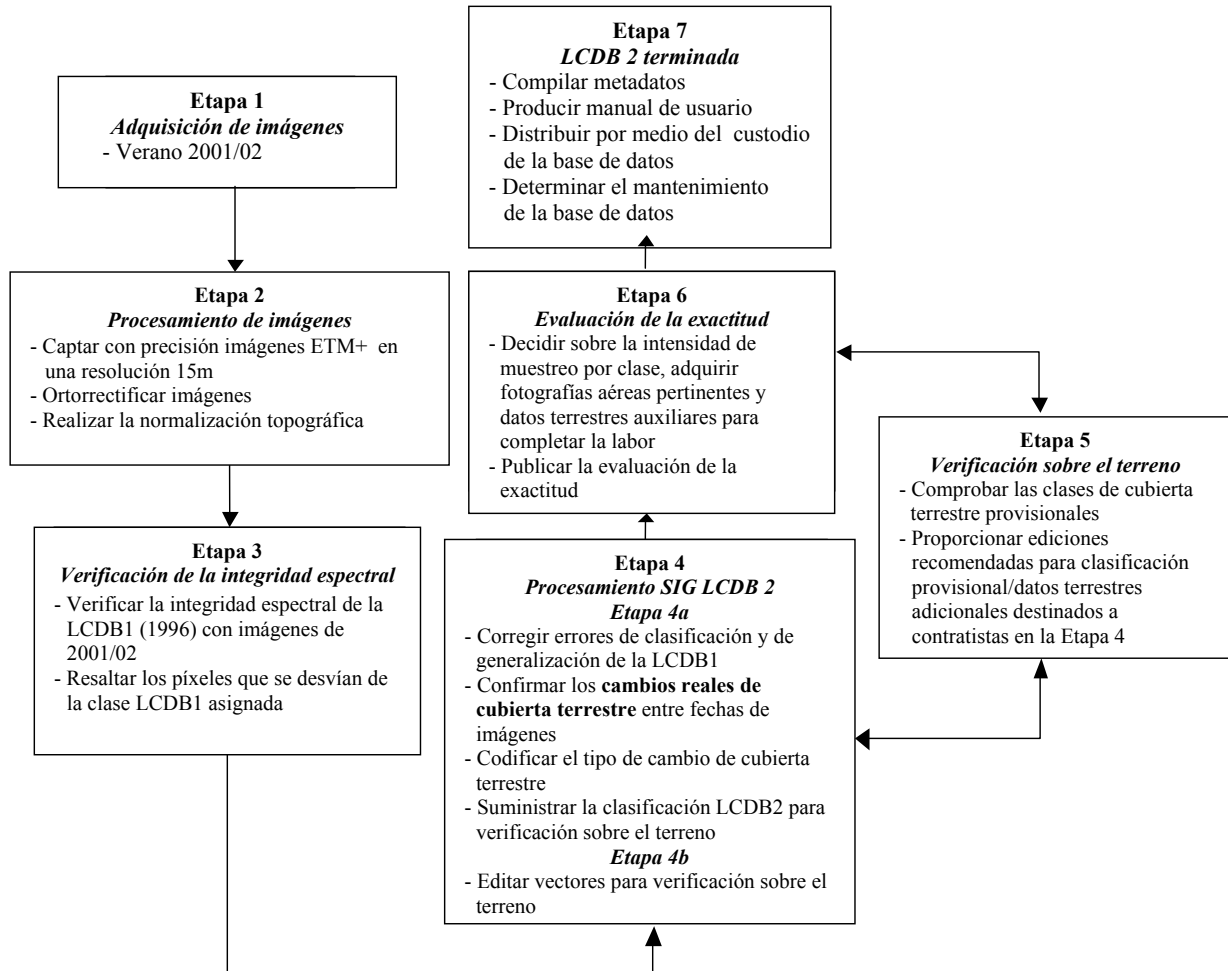 Etapa 1
Adquisición de imágenes
- Verano 2001/02
Etapa 2
Procesamiento de imágenes
- Captar con precisión imágenes ETM+ en
una resolución 15m
- Ortorrectificar imágenes
- Realizar la normalización topográfica
Etapa 3
Verificación de la integridad espectral
- Verificar la integridad espectral de la
LCDB1 (1996) con imágenes de
2001/02
- Resaltar los píxeles que se desvían de
la clase LCDB1 asignada
Etapa 4
Procesamiento SIG LCDB 2
Etapa 4a
- Corregir errores de clasificación y de
generalización de la LCDB1
- Confirmar los cambios reales de
cubierta terrestre entre fechas de
imágenes
- Codificar el tipo de cambio de cubierta
terrestre
- Suministrar la clasificación LCDB2 para
verificación sobre el terreno
Etapa 4b
- Editar vectores para verificación sobre el
terreno
Etapa 5
Verificación sobre el terreno
- Comprobar las clases de cubierta
terrestre provisionales
- Proporcionar ediciones
recomendadas para clasificación
provisional/datos terrestres
adicionales destinados a
contratistas en la Etapa 4
Etapa 6
Evaluación de la exactitud
- Decidir sobre la intensidad de
muestreo por clase, adquirir
fotografías aéreas pertinentes y
datos terrestres auxiliares para
completar la labor
- Publicar la evaluación de la
exactitud
Etapa 7
LCDB 2 terminada
- Compilar metadatos
- Producir manual de usuario
- Distribuir por medio del custodio
de la base de datos
- Determinar el mantenimiento
de la base de datos